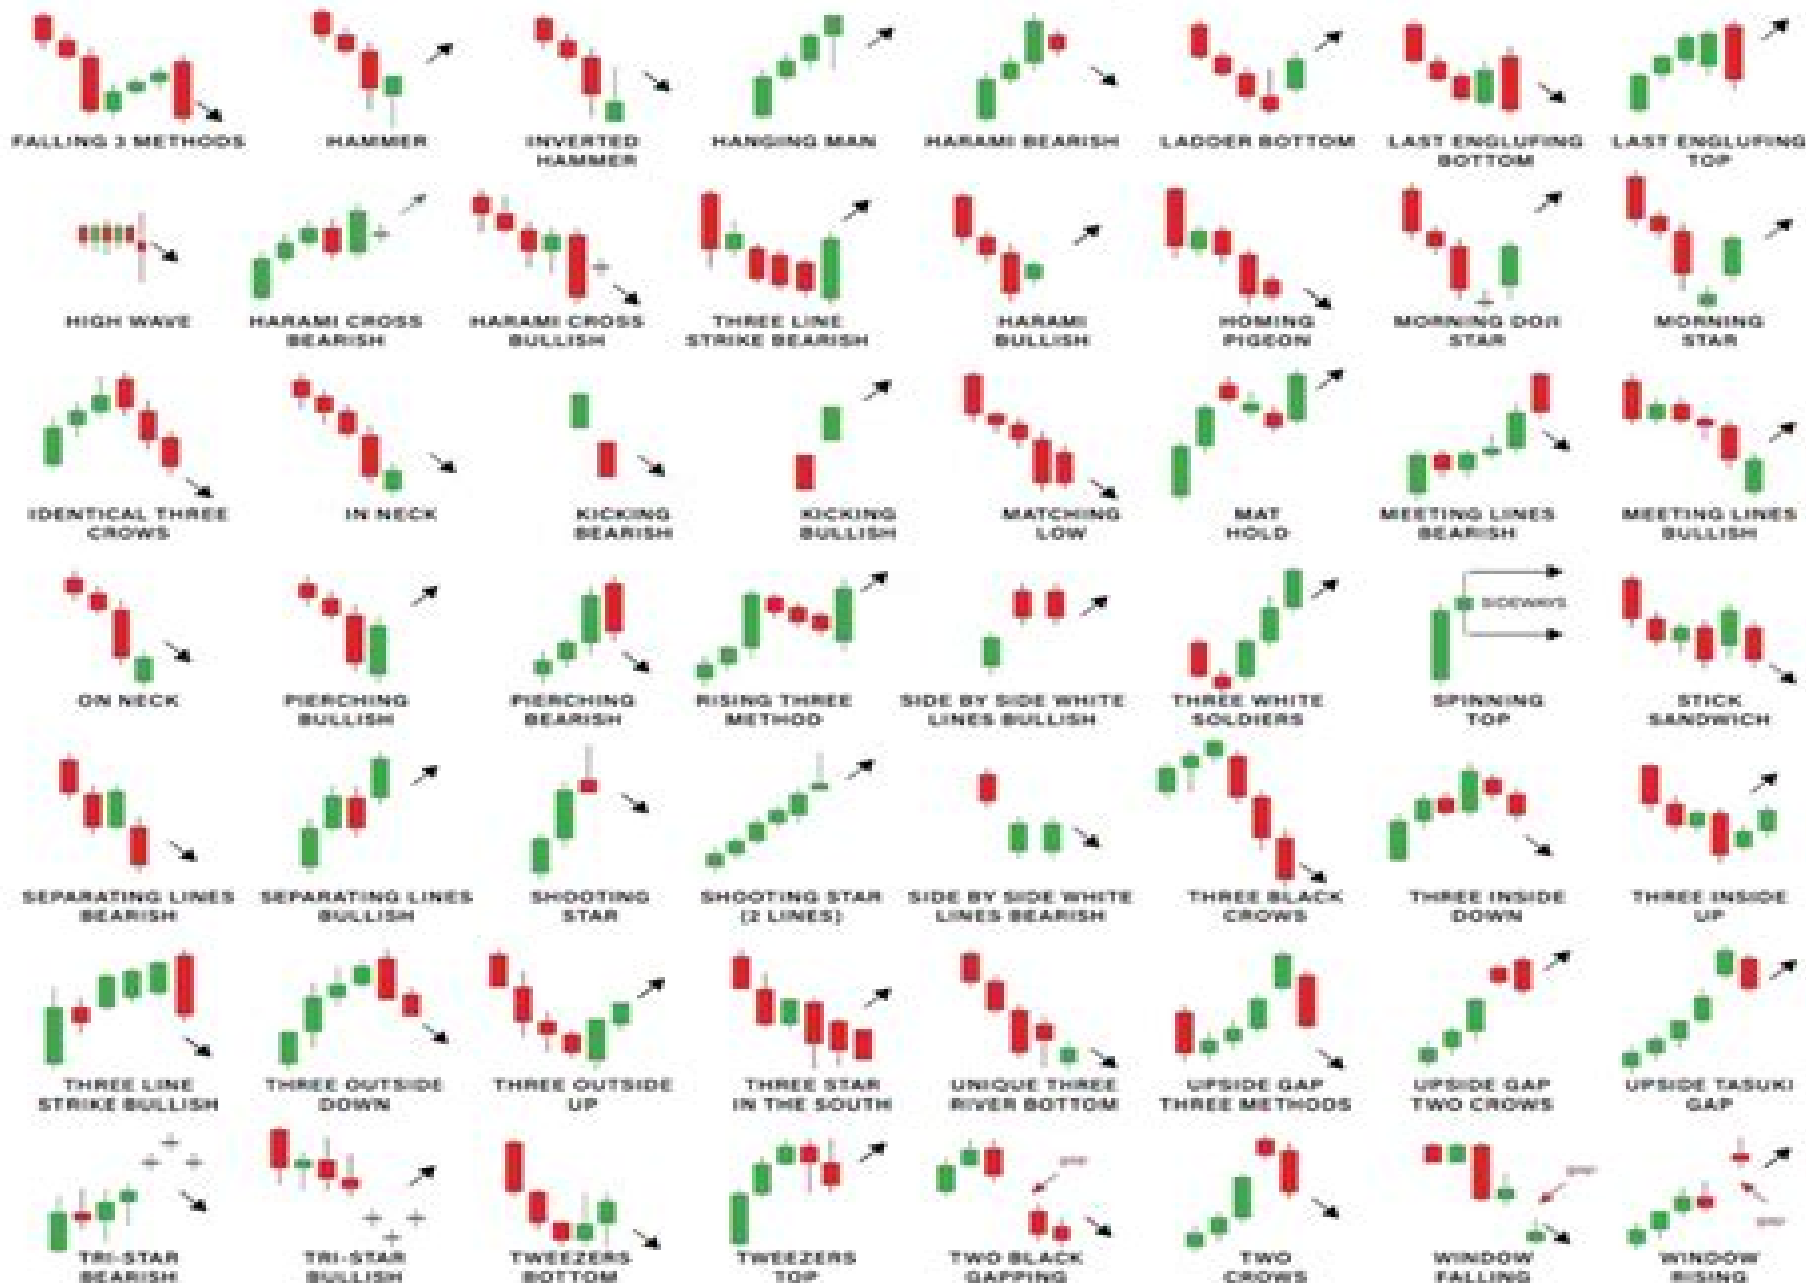 FALLING 3 METHODS
HAMMER
INVERTED
HAMMER
HANGING MAN
HARAMI BEARISH
LADDER BOTTOM
LAST ENGLUFING
BOTTOM
LAST ENGLUFING
TOP
HIGH WAVE
HARAMI CROSS
BEARISH
HARAMI CROSS
BULLISH
THREE LINE
STRIKE BEARISH
HARAMI
BULLISH
HOMING
PIGEON
MORNING DOJI
STAR
MORNING
STAR
IDENTICAL THREE
CROWS
IN NECK
KICKING
BEARISH
KICKING
BULLISH
MATCHING
LOW
MAT
HOLD
MEETING LINES
BEARISH
MEETING LINES
BULLISH
ON NECK
PIERCHING
BULLISH
PIERCHING
BEARISH
RISING THREE
METHOD
SIDE BY SIDE WHITE
LINES BULLISH
THREE WHITE
SOLDIERS
SIDEWAYS
SPINNING
TOP
STICK
SANDWICH
SEPARATING LINES
BEARISH
SEPARATING LINES
BULLISH
SHOOTING
STAR
SHOOTING STAR
(2 LINES)
SIDE BY SIDE WHITE
LINES BEARISH
THREE BLACK
CROWS
THREE INSIDE
DOWN
THREE INSIDE
UP
THREE LINE
STRIKE BULLISH
THREE OUTSIDE
DOWN
THREE OUTSIDE
UP
THREE STAR
IN THE SOUTH
UNIQUE THREE
RIVER BOTTOM
UPSIDE GAP
THREE METHODS
UPSIDE GAP
TWO CROWS
UPSIDE TASUKI
GAP
TRI-STAR
BEARISH
TRI-STAR
BULLISH
TWEEZERS
BOTTOM
TWEEZERS
TOP
TWO BLACK
GAPPING
TWO
CROWS
WINDOW
FALLING
WINDOW
RISING